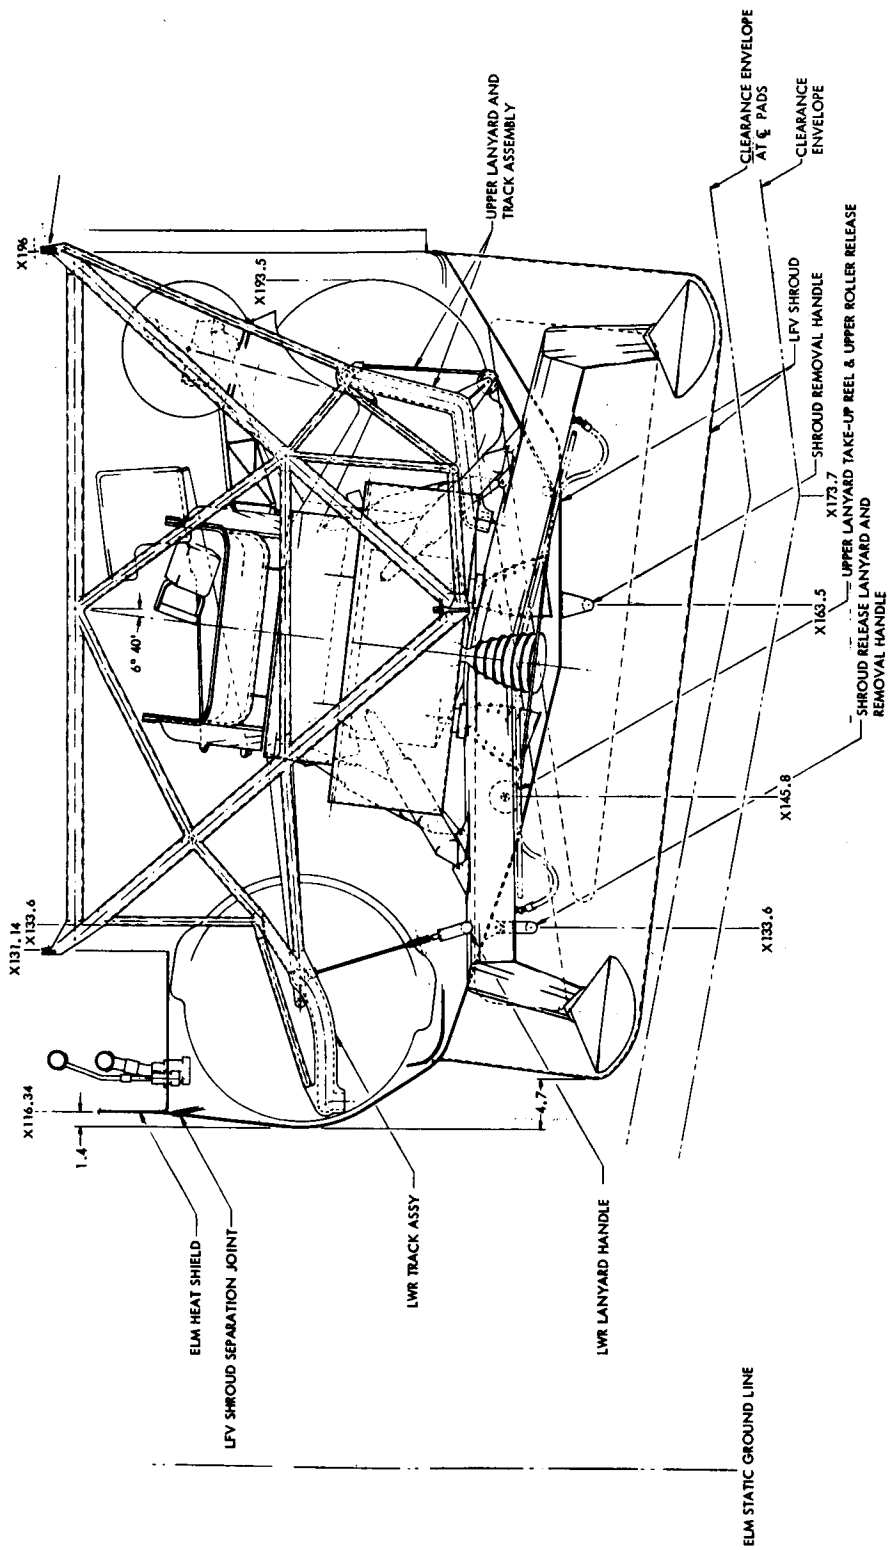 X196
X193.5
UPPER LANYARD AND
TRACK ASSEMBLY
CLEARANCE ENVELOPE
AT ℄ PADS
CLEARANCE
ENVELOPE
LFV SHROUD
SHROUD REMOVAL HANDLE
X173.7
UPPER LANYARD TAKE-UP REEL & UPPER ROLLER RELEASE
X163.5
SHROUD RELEASE LANYARD AND
REMOVAL HANDLE
6° 40'
X145.8
X133.6
X131.14
X133.6
X116.34
1.4
4.7
ELM HEAT SHIELD
LFV SHROUD SEPARATION JOINT
LWR TRACK ASSY
LWR LANYARD HANDLE
ELM STATIC GROUND LINE